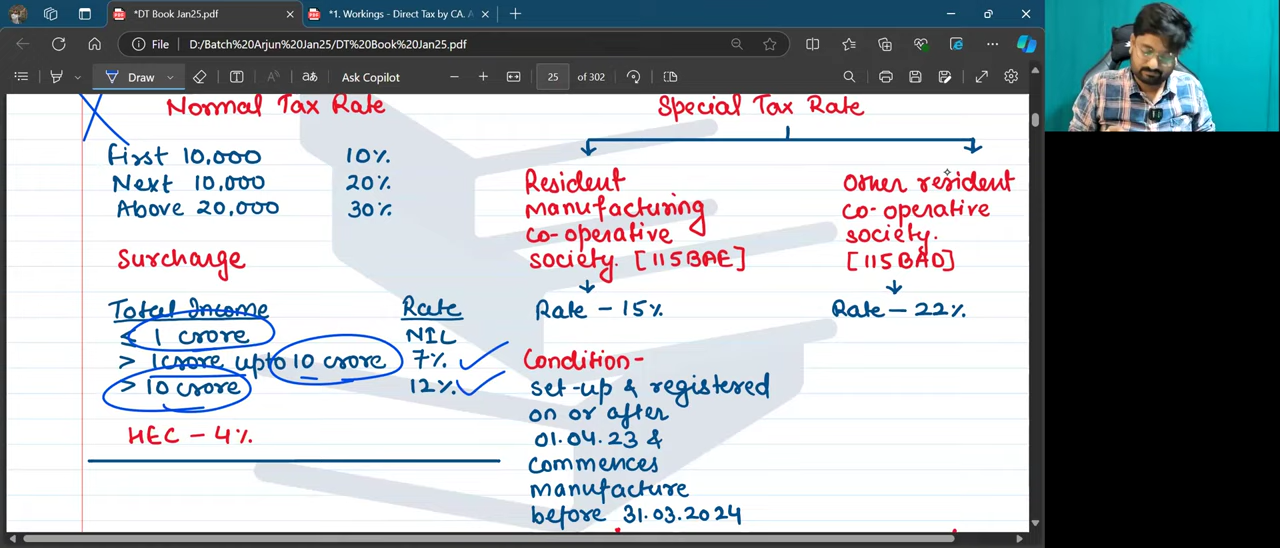 *DT Book Jan25.pdf
*1. Workings - Direct Tax by CA. A
File
D:/Batch%20Arjun%20Jan25/DT%20Book%20Jan25.pdf
Draw
Ask Copilot
25 of 302
Normal Tax Rate
First 10,000 10%
Next 10,000 20%
Above 20,000 30%
Surcharge
Total Income Rate
≤ 1 crore NIL
> 1 crore upto 10 crore 7%
> 10 crore 12%
HEC - 4%
Special Tax Rate
Resident
manufacturing
co-operative
society. [115BAE]
Rate - 15%
Condition-
set-up & registered
on or after
01.04.23 &
commences
manufacture
before 31.03.2024
Other resident
co-operative
society.
[115BAD]
Rate - 22%